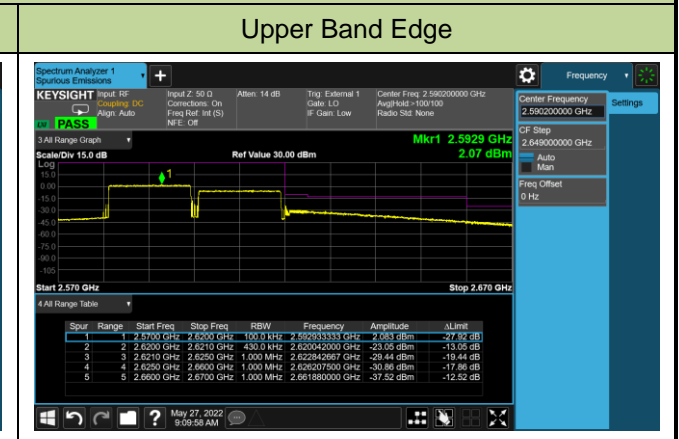 Upper Band Edge
Spectrum Analyzer 1
Spurious Emissions
Frequency
KEYSIGHT Input: RF Input Z: 50 Ω Atten: 14 dB Trig: External 1 Center Freq: 2.590200000 GHz
Coupling: DC Corrections: On Gate: LO Avg|Hold:>100/100
Align: Auto Freq Ref: Int (S) IF Gain: Low Radio Std: None
NFE: Off
PASS
Center Frequency
2.590200000 GHz
Settings
CF Step
2.649000000 GHz
Auto
Man
Freq Offset
0 Hz
3 All Range Graph
Mkr1 2.5929 GHz
Scale/Div 15.0 dB Ref Value 30.00 dBm 2.07 dBm
Log
15.0
0.00
-15.0
-30.0
-45.0
-60.0
-75.0
-90.0
-105
1
Start 2.570 GHz Stop 2.670 GHz
4 All Range Table
Spur Range Start Freq Stop Freq RBW Frequency Amplitude ΔLimit
1 1 2.5700 GHz 2.6200 GHz 100.0 kHz 2.592933333 GHz 2.083 dBm -27.92 dB
2 2 2.6200 GHz 2.6210 GHz 430.0 kHz 2.620042000 GHz -23.05 dBm -13.05 dB
3 3 2.6210 GHz 2.6250 GHz 1.000 MHz 2.622842667 GHz -29.44 dBm -19.44 dB
4 4 2.6250 GHz 2.6600 GHz 1.000 MHz 2.626207500 GHz -30.86 dBm -17.86 dB
5 5 2.6600 GHz 2.6700 GHz 1.000 MHz 2.661880000 GHz -37.52 dBm -12.52 dB
May 27, 2022
9:09:58 AM